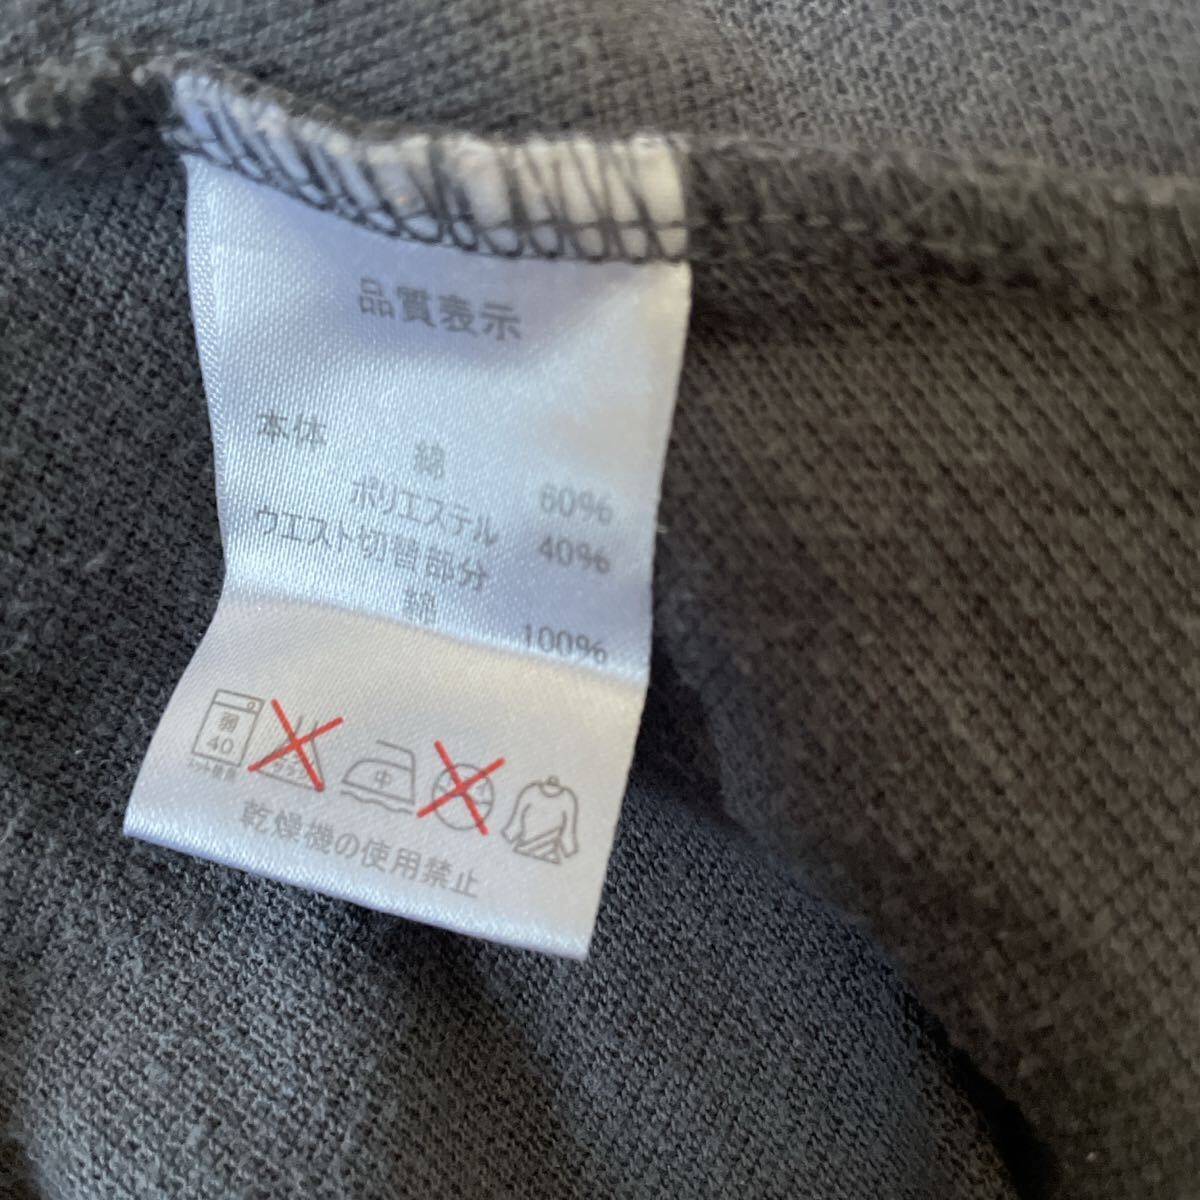 品質表示
本体 綿 60%
ポリエステル 40%
ウエスト切替部分
綿 100%
弱
40
中
乾燥機の使用禁止